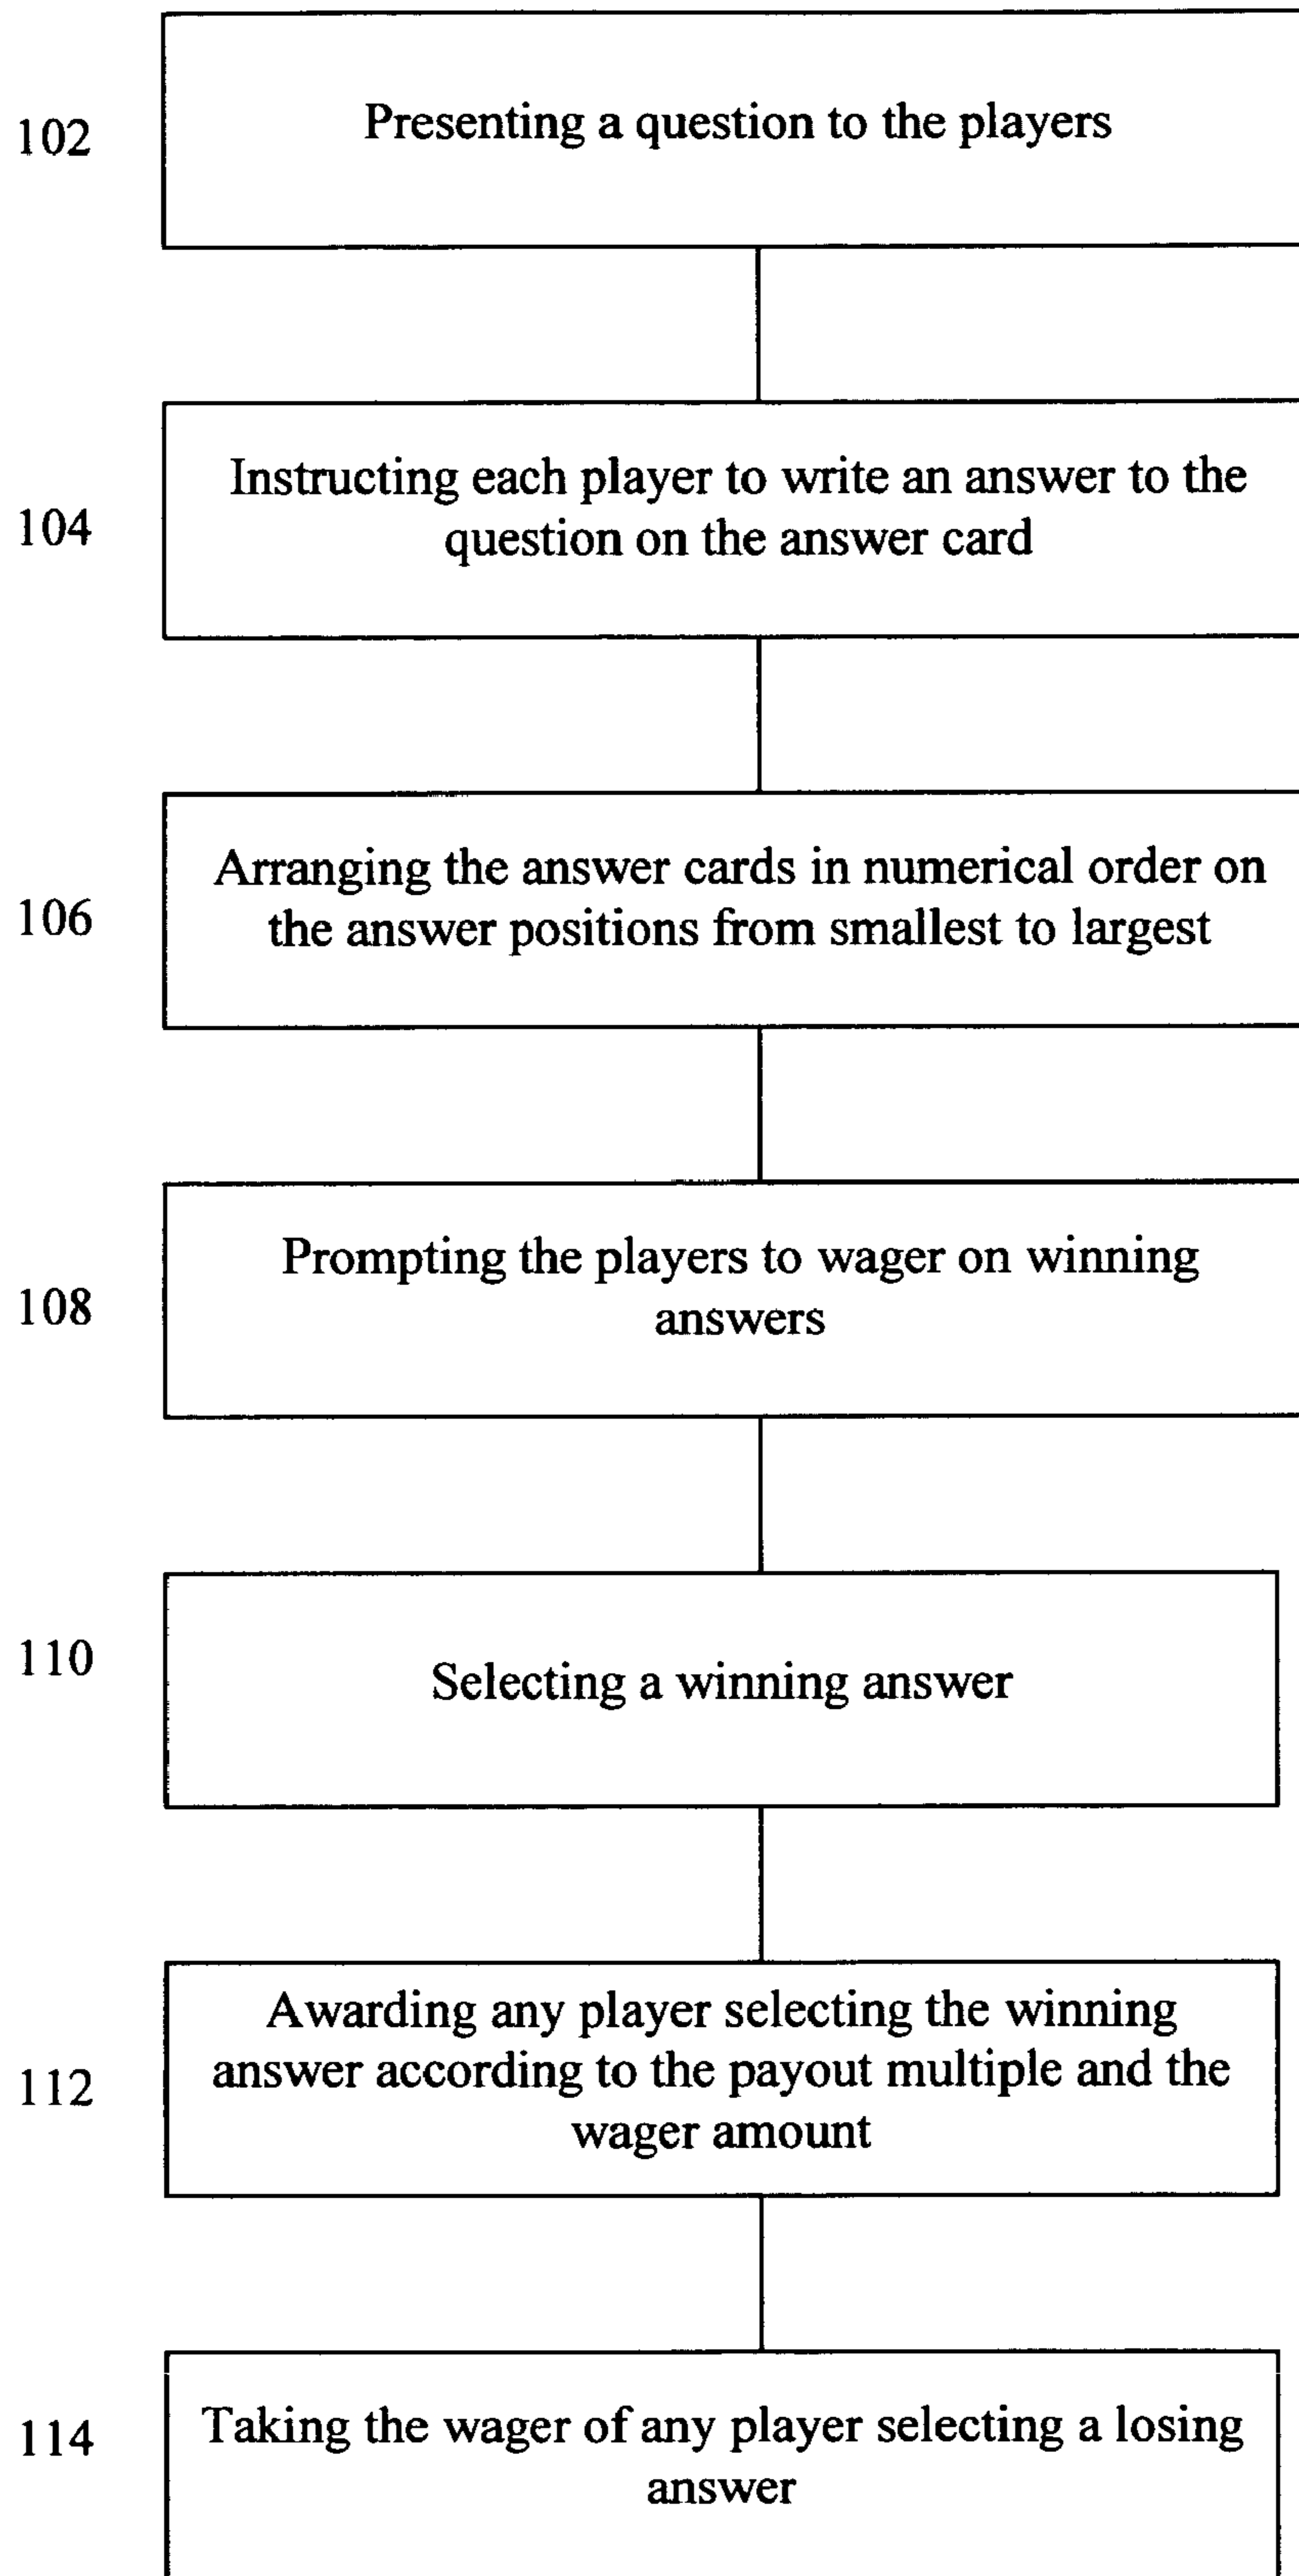 102
Presenting a question to the players
104
Instructing each player to write an answer to the
question on the answer card
106
Arranging the answer cards in numerical order on
the answer positions from smallest to largest
108
Prompting the players to wager on winning
answers
110
Selecting a winning answer
112
Awarding any player selecting the winning
answer according to the payout multiple and the
wager amount
114
Taking the wager of any player selecting a losing
answer